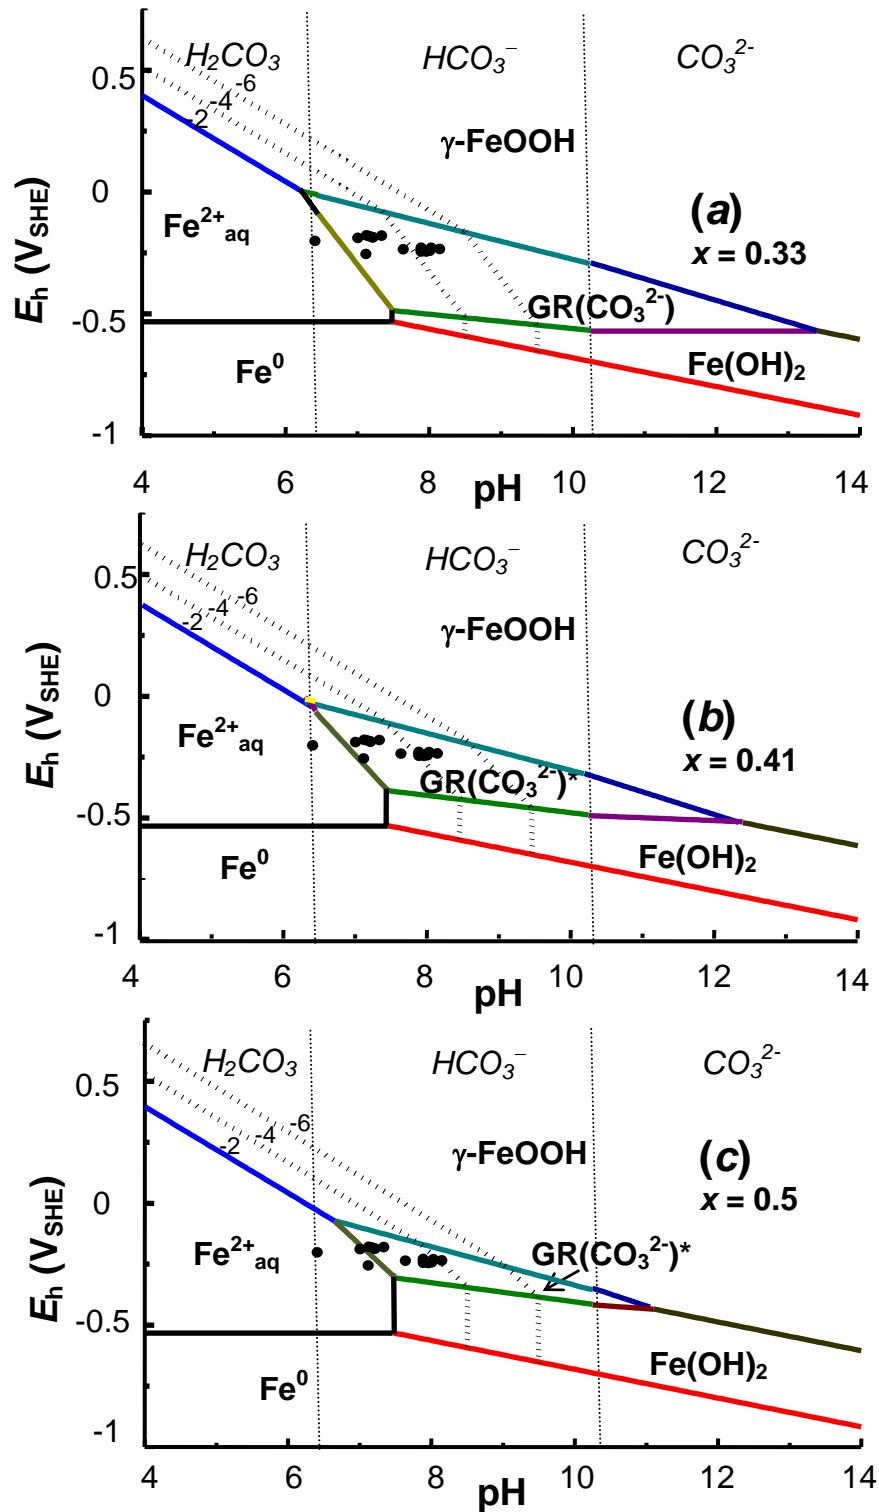 H₂CO₃ HCO₃⁻ CO₃²⁻
0.5
-6
-4
-2
γ-FeOOH
0
(a)
Fe²⁺aq
x = 0.33
Eh (VSHE)
GR(CO₃²⁻)
-0.5
Fe⁰
Fe(OH)₂
-1
4 6 8 10 12 14
pH
H₂CO₃ HCO₃⁻ CO₃²⁻
0.5
-6
-4
-2
γ-FeOOH
0
(b)
Fe²⁺aq
x = 0.41
Eh (VSHE)
GR(CO₃²⁻)*
-0.5
Fe⁰
Fe(OH)₂
-1
4 6 8 10 12 14
pH
H₂CO₃ HCO₃⁻ CO₃²⁻
0.5
-6
-4
-2
γ-FeOOH
(c)
x = 0.5
0
Fe²⁺aq
GR(CO₃²⁻)*
Eh (VSHE)
-0.5
Fe⁰
Fe(OH)₂
-1
4 6 8 10 12 14
pH